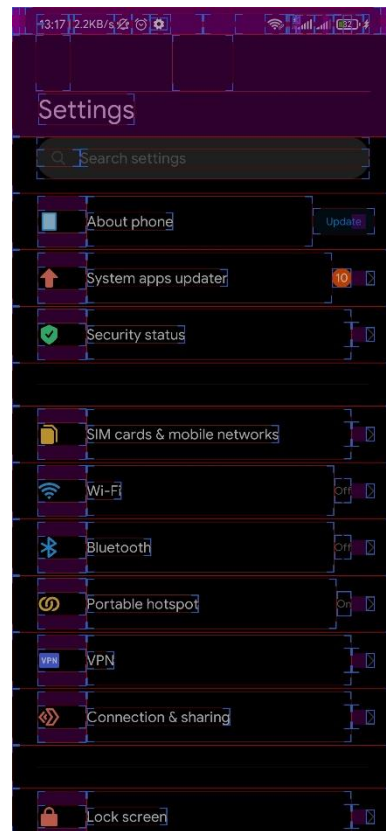 13:17 2.2KB/s 82
Settings
Search settings
About phone Update
System apps updater 10
Security status
SIM cards & mobile networks
Wi-Fi Off
Bluetooth Off
Portable hotspot On
VPN VPN
Connection & sharing
Lock screen